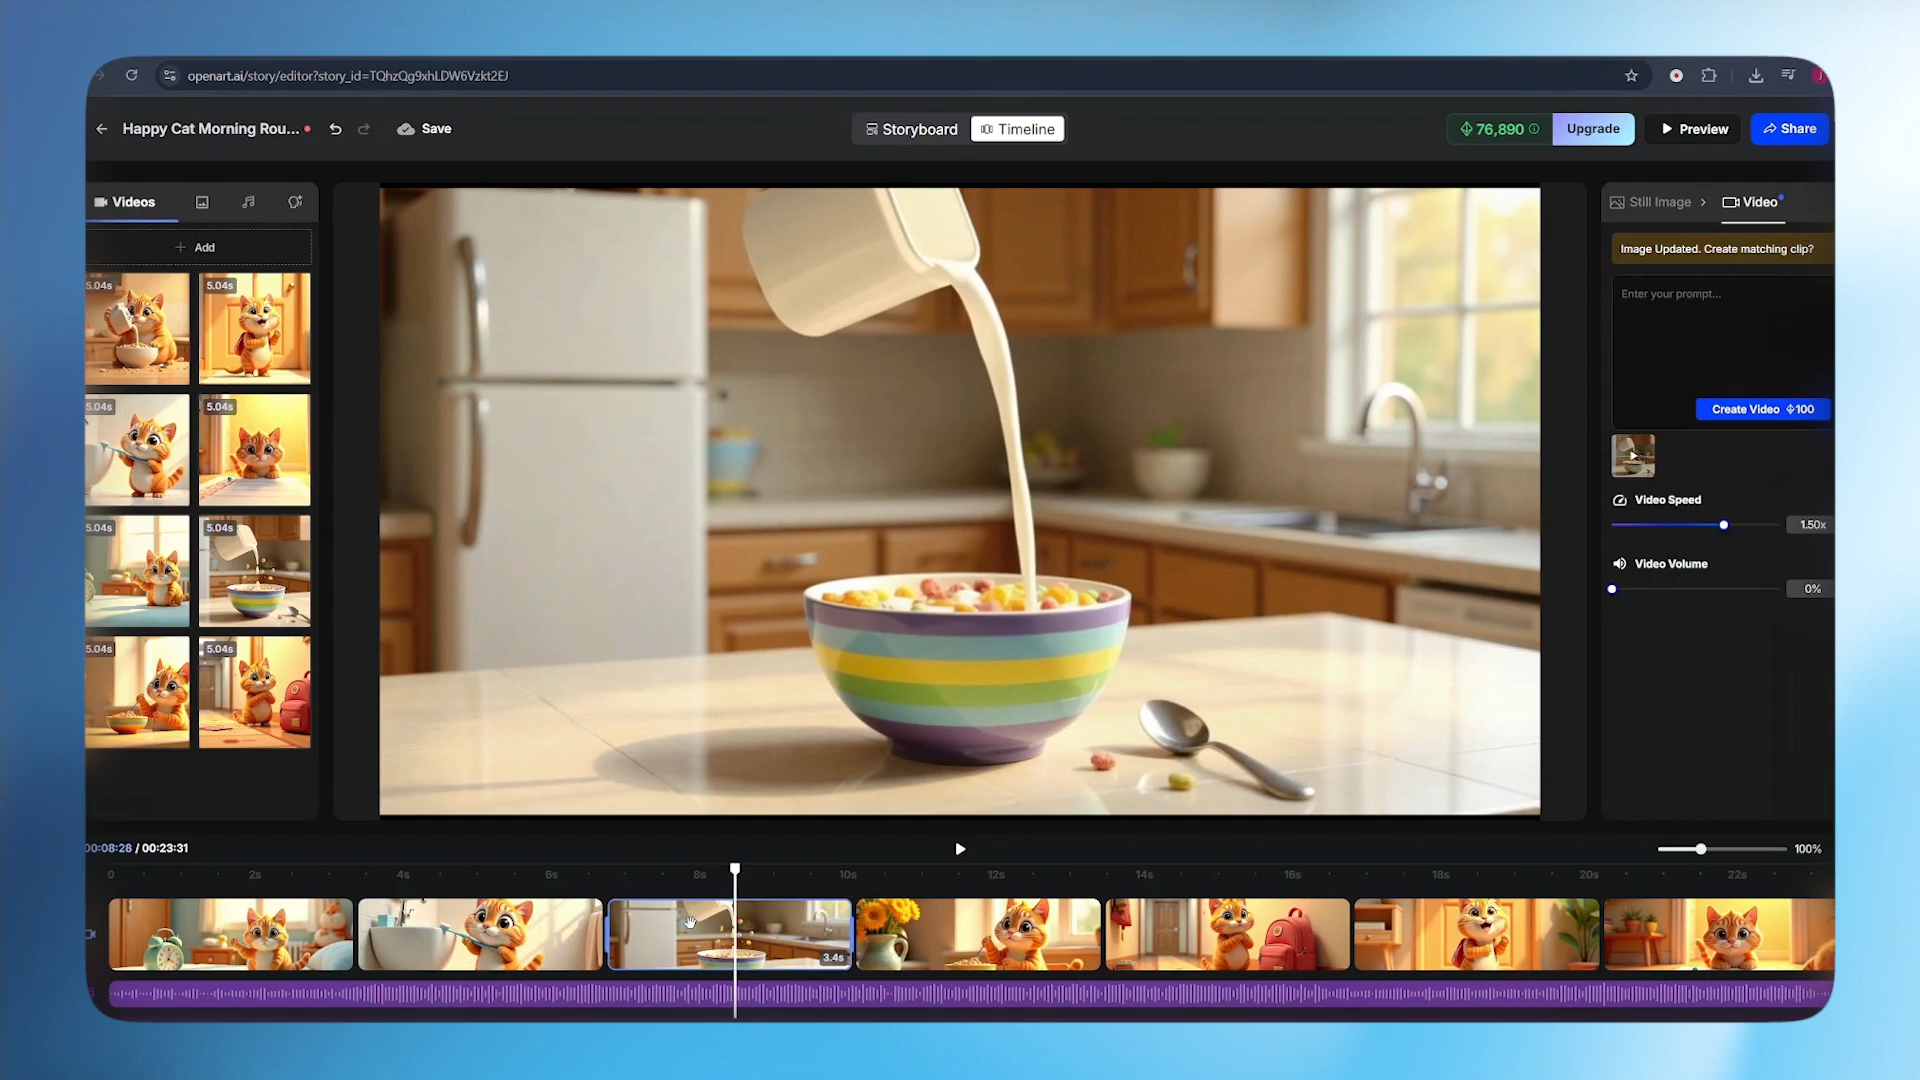 openart.ai/story/editor?story_id=TQhzQg9xhLDW6Vzkt2EJ
J
Happy Cat Morning Rou...
Save
Storyboard
Timeline
76,890
Upgrade
Preview
Share
Videos
Still Image
Video
Add
Image Updated. Create matching clip?
5.04s
5.04s
Enter your prompt...
5.04s
5.04s
Create Video 100
Video Speed
1.50x
5.04s
5.04s
Video Volume
0%
5.04s
5.04s
00:08:28 / 00:23:31
100%
0
2s
4s
6s
8s
10s
12s
14s
16s
18s
20s
22s
3.4s